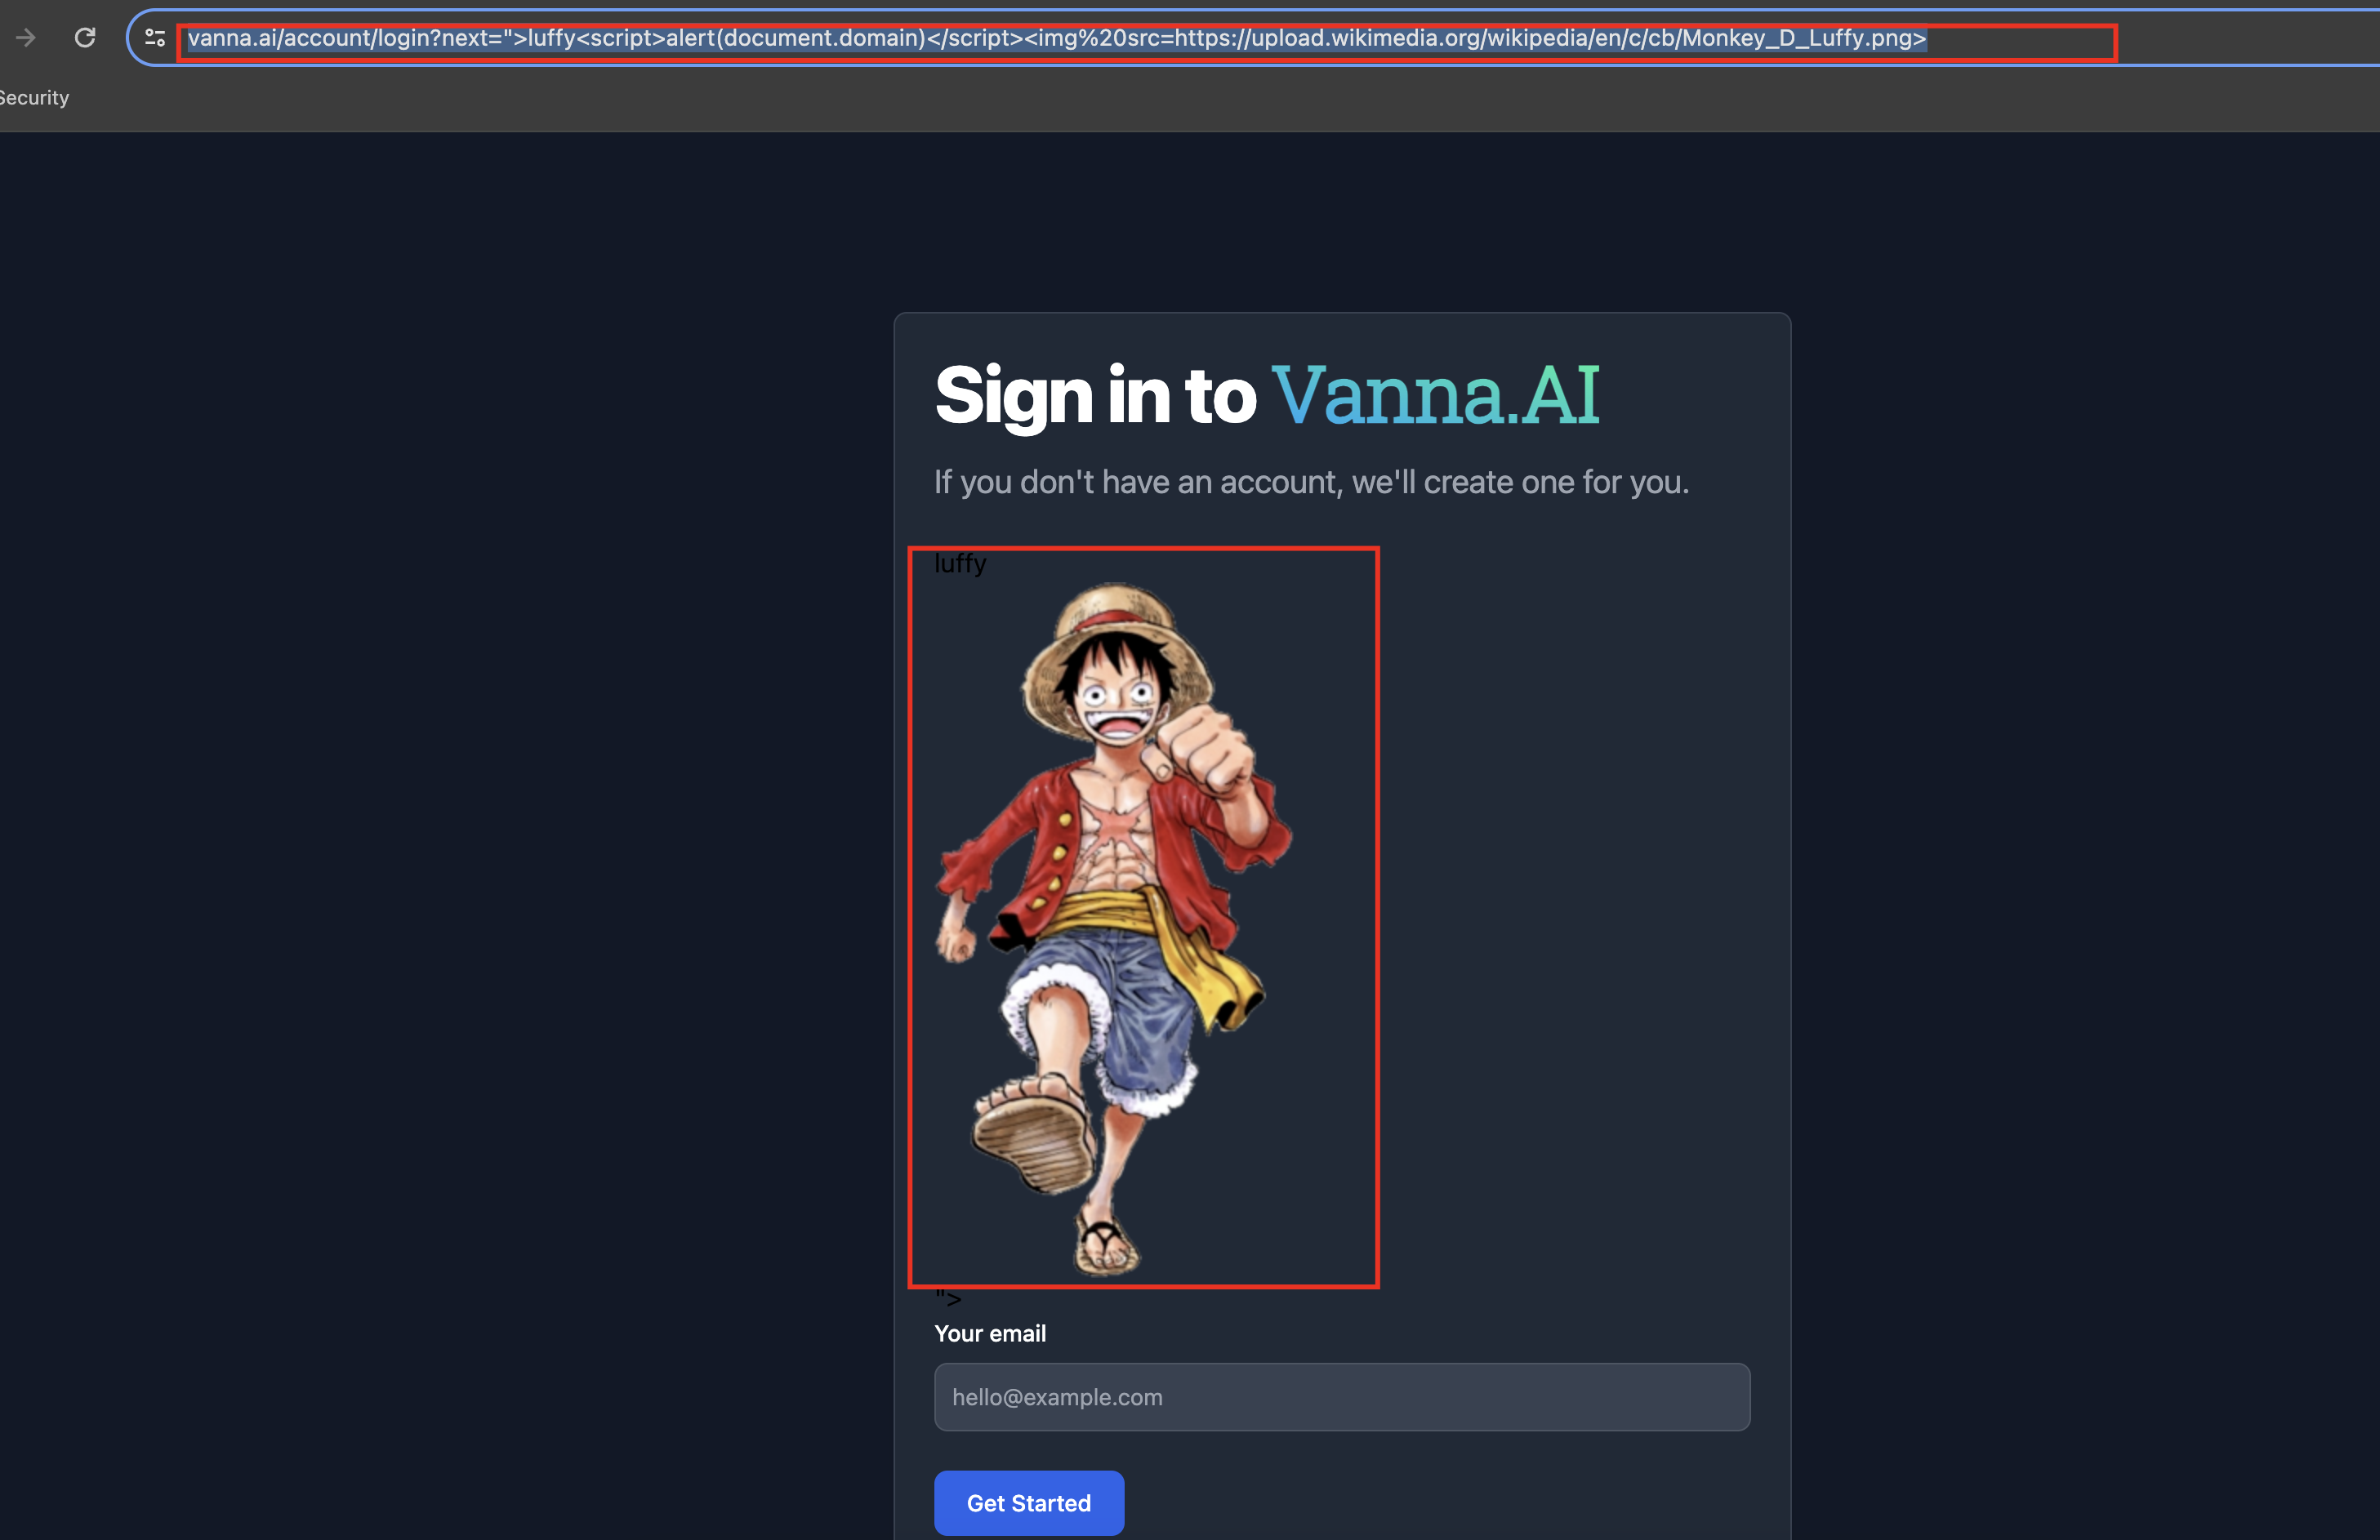 vanna.ai/account/login?next=">luffy<script>alert(document.domain)</script><img%20src=https://upload.wikimedia.org/wikipedia/en/c/cb/Monkey_D_Luffy.png>
Security
Sign in to Vanna.AI
If you don't have an account, we'll create one for you.
luffy
">
Your email
hello@example.com
Get Started